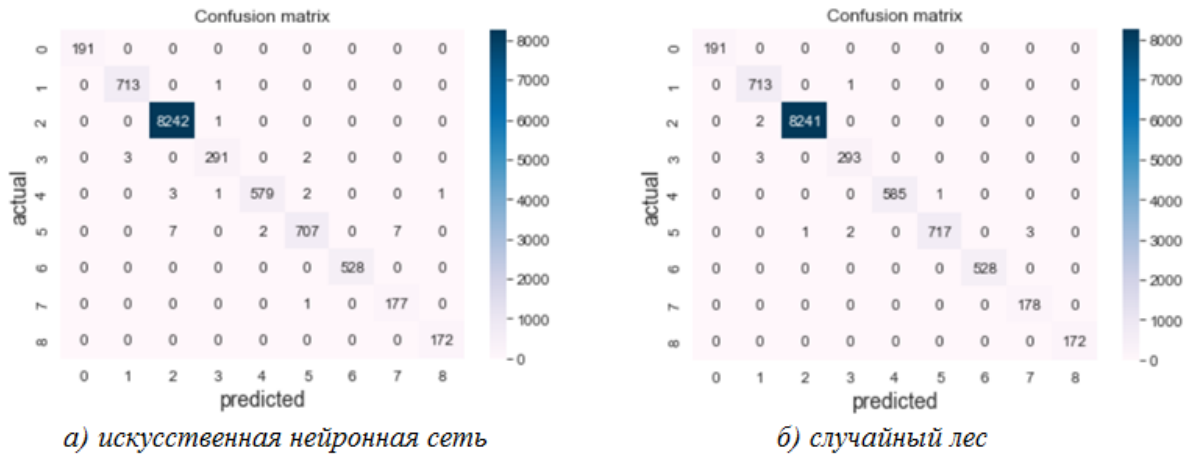 Confusion matrix
0 191 0 0 0 0 0 0 0 0
1 0 713 0 1 0 0 0 0 0
2 0 0 8242 1 0 0 0 0 0
3 0 3 0 291 0 2 0 0 0
4 0 0 3 1 579 2 0 0 1
5 0 0 7 0 2 707 0 7 0
6 0 0 0 0 0 0 528 0 0
7 0 0 0 0 0 1 0 177 0
8 0 0 0 0 0 0 0 0 172
0 1 2 3 4 5 6 7 8
actual
predicted
8000
7000
6000
5000
4000
3000
2000
1000
0
а) искусственная нейронная сеть
Confusion matrix
0 191 0 0 0 0 0 0 0 0
1 0 713 0 1 0 0 0 0 0
2 0 2 8241 0 0 0 0 0 0
3 0 3 0 293 0 0 0 0 0
4 0 0 0 0 585 1 0 0 0
5 0 0 1 2 0 717 0 3 0
6 0 0 0 0 0 0 528 0 0
7 0 0 0 0 0 0 0 178 0
8 0 0 0 0 0 0 0 0 172
0 1 2 3 4 5 6 7 8
actual
predicted
8000
7000
6000
5000
4000
3000
2000
1000
0
б) случайный лес